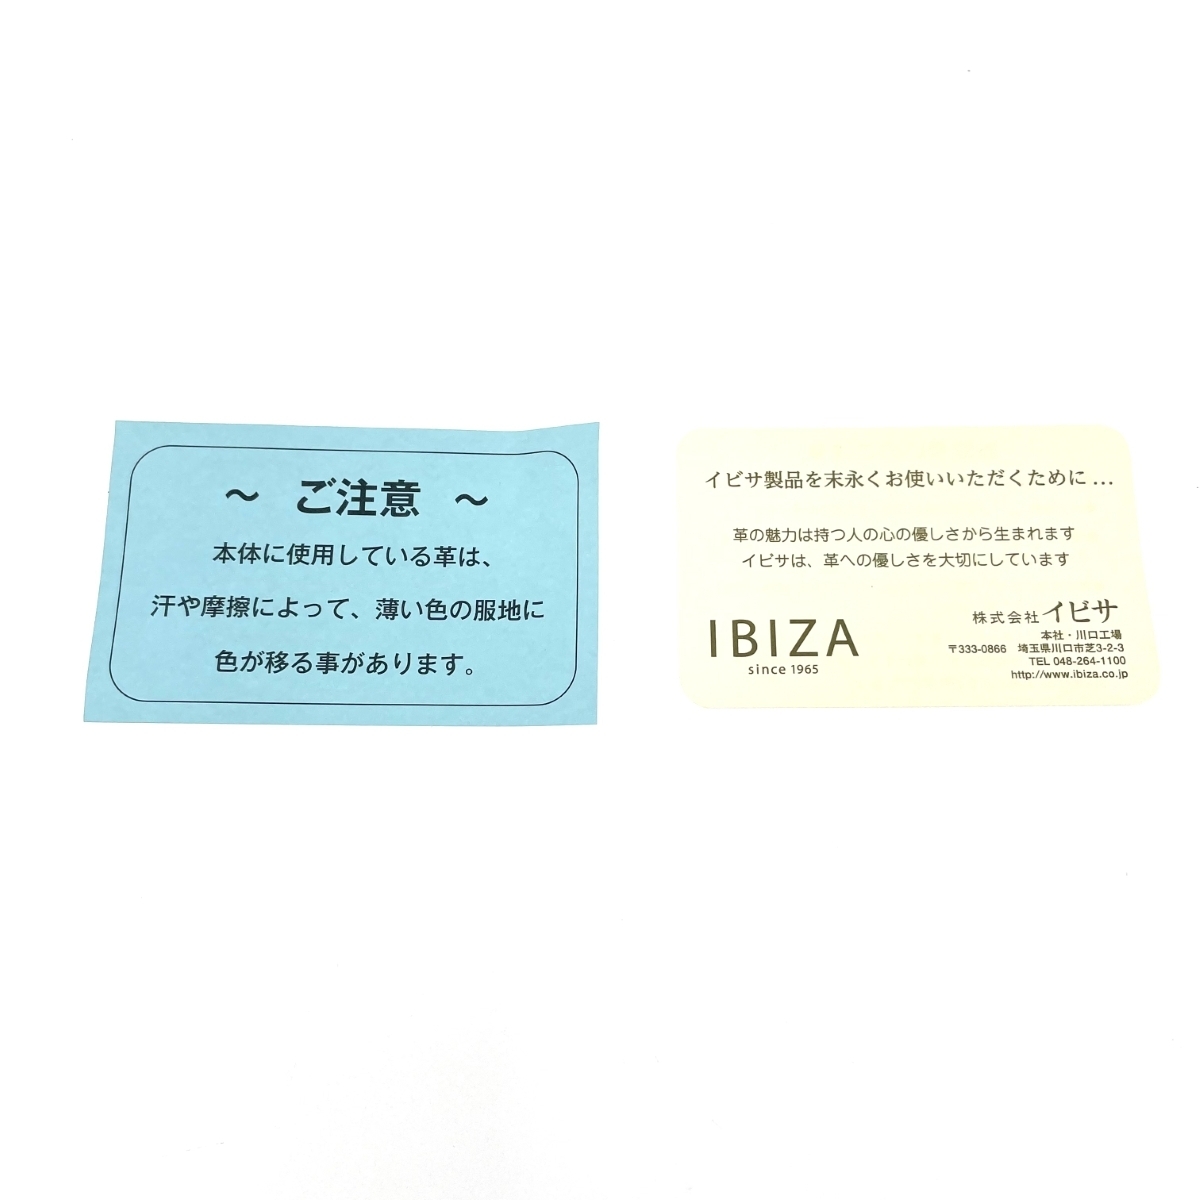 ～ ご注意 ～
本体に使用している革は、
汗や摩擦によって、薄い色の服地に
色が移る事があります。
イビサ製品を末永くお使いいただくために…
革の魅力は持つ人の心の優しさから生まれます
イビサは、革への優しさを大切にしています
IBIZA
since 1965
株式会社イビサ
本社・川口工場
〒333-0866 埼玉県川口市芝3-2-3
TEL 048-264-1100
http://www.ibiza.co.jp